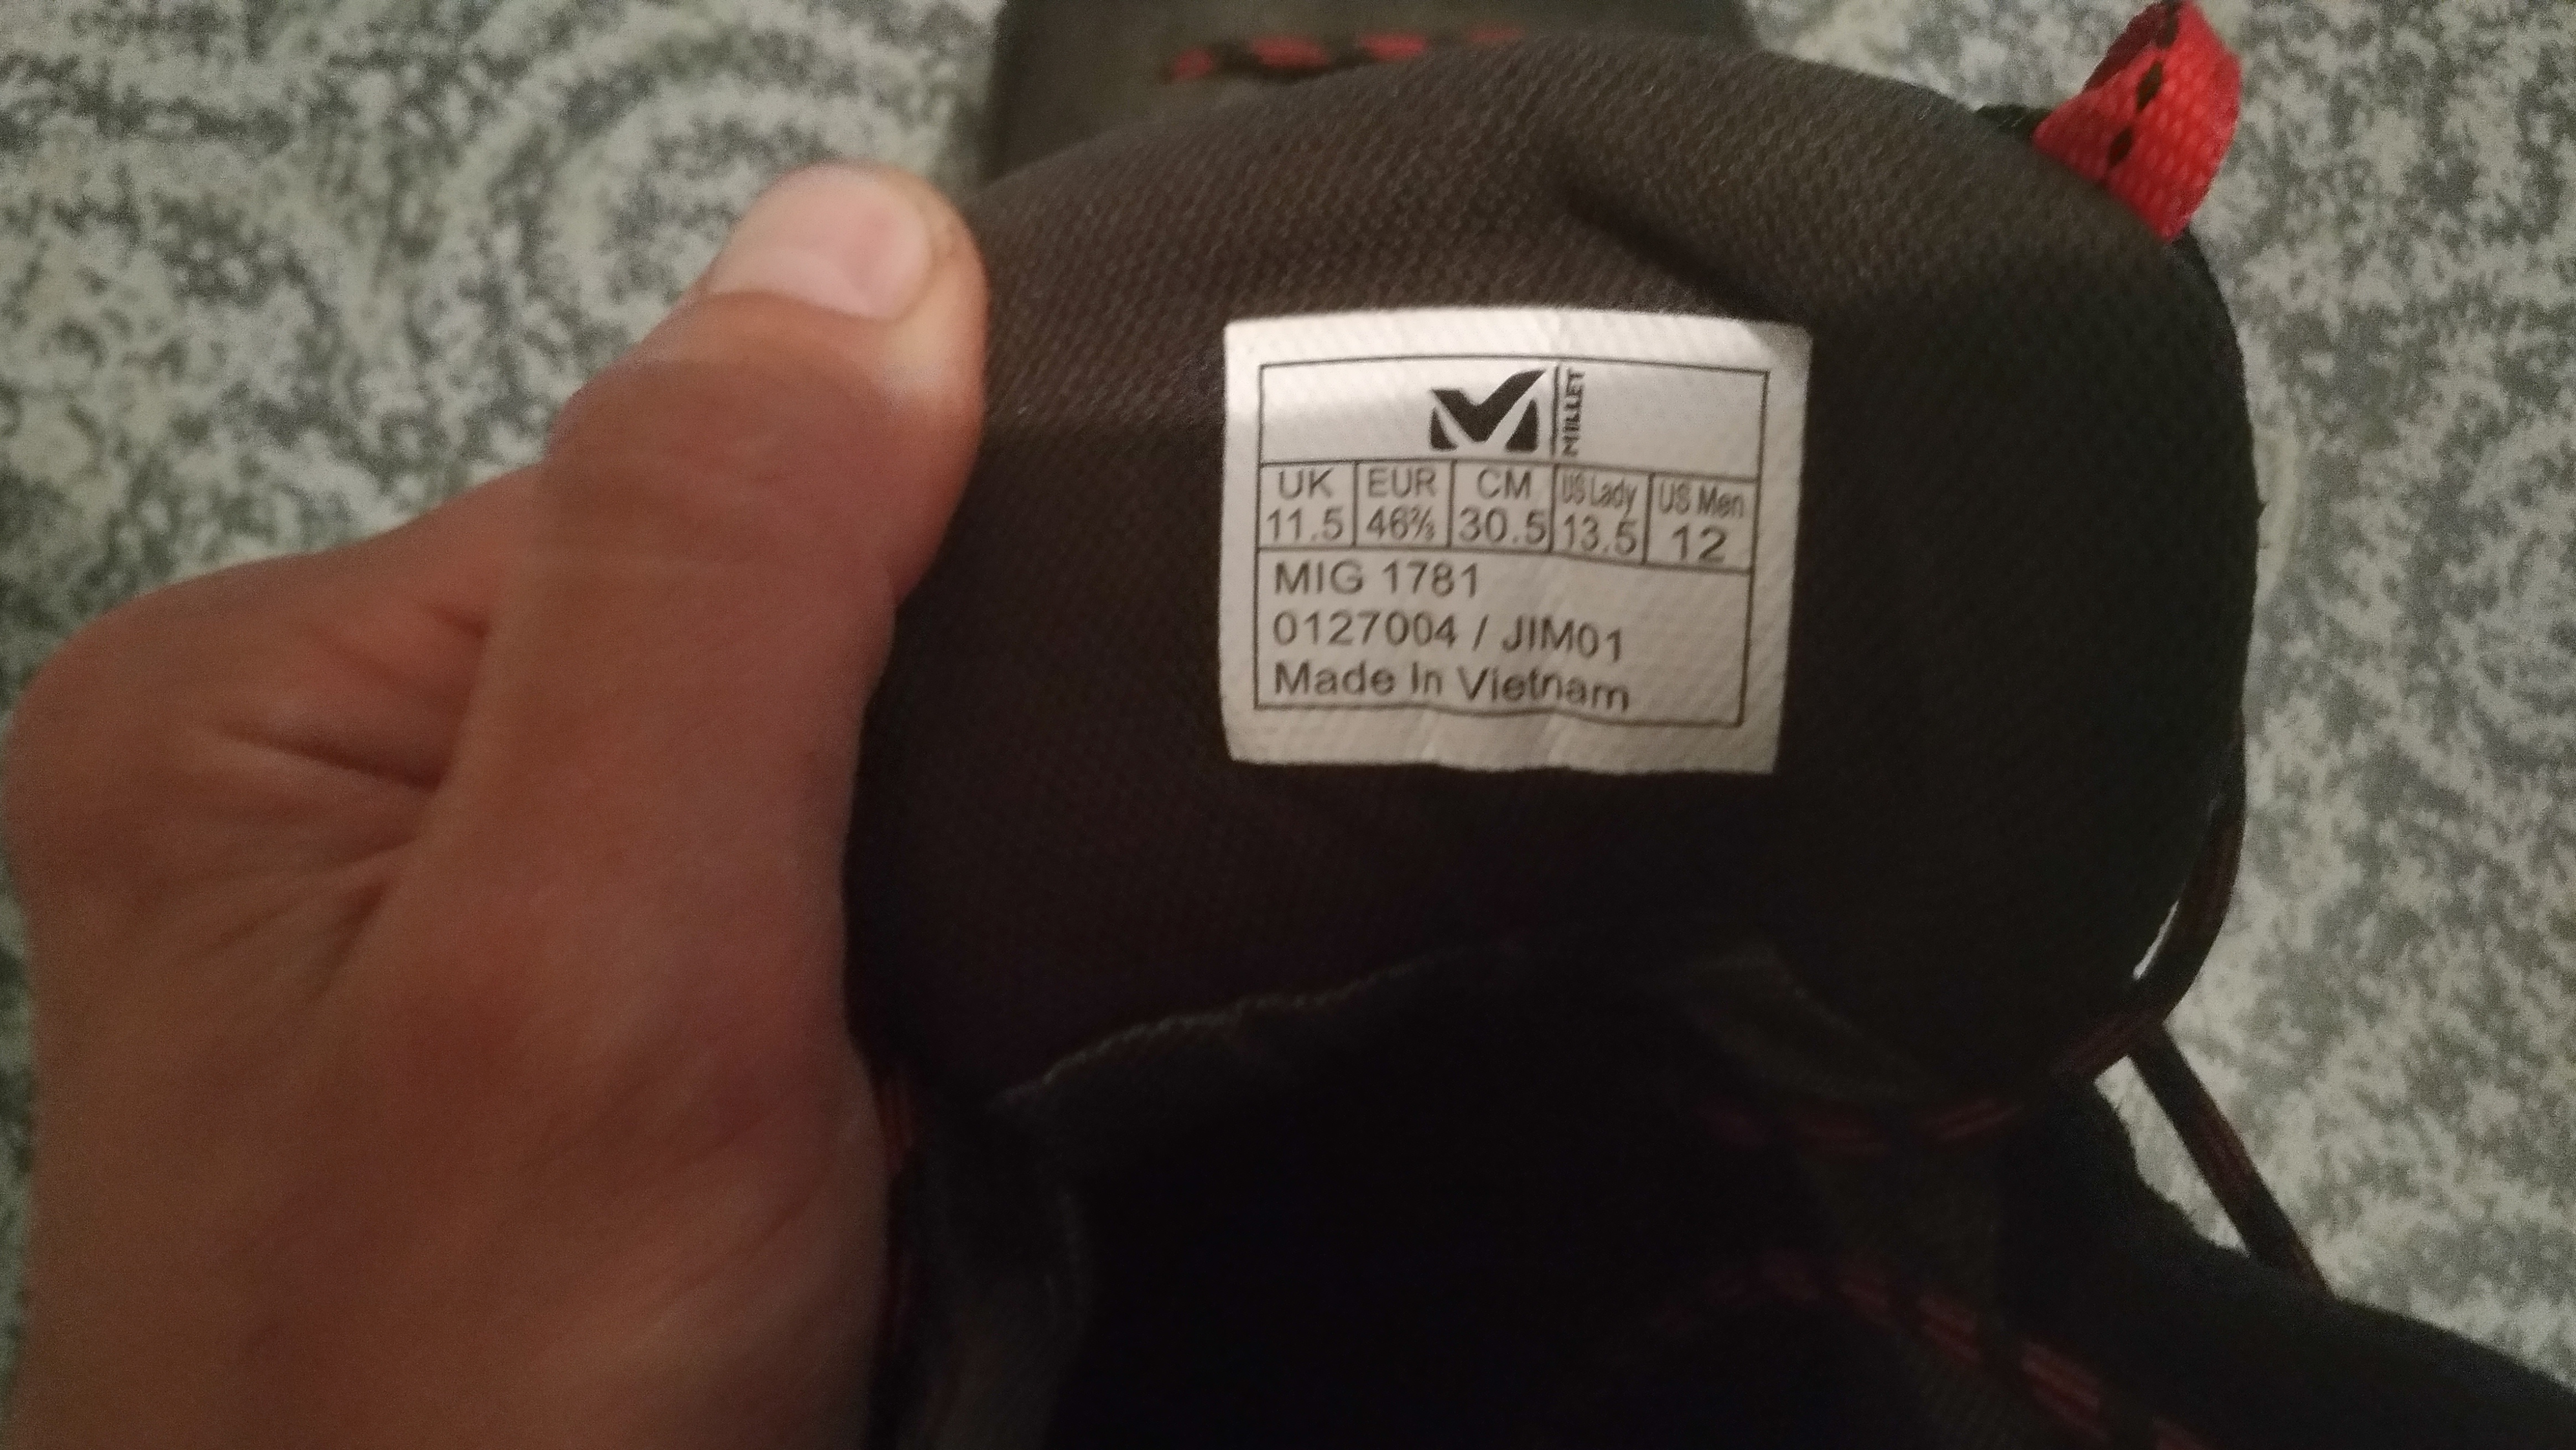 MILLET
UK EUR CM US Lady US Men
11.5 46⅔ 30.5 13.5 12
MIG 1781
0127004 / JIM01
Made In Vietnam